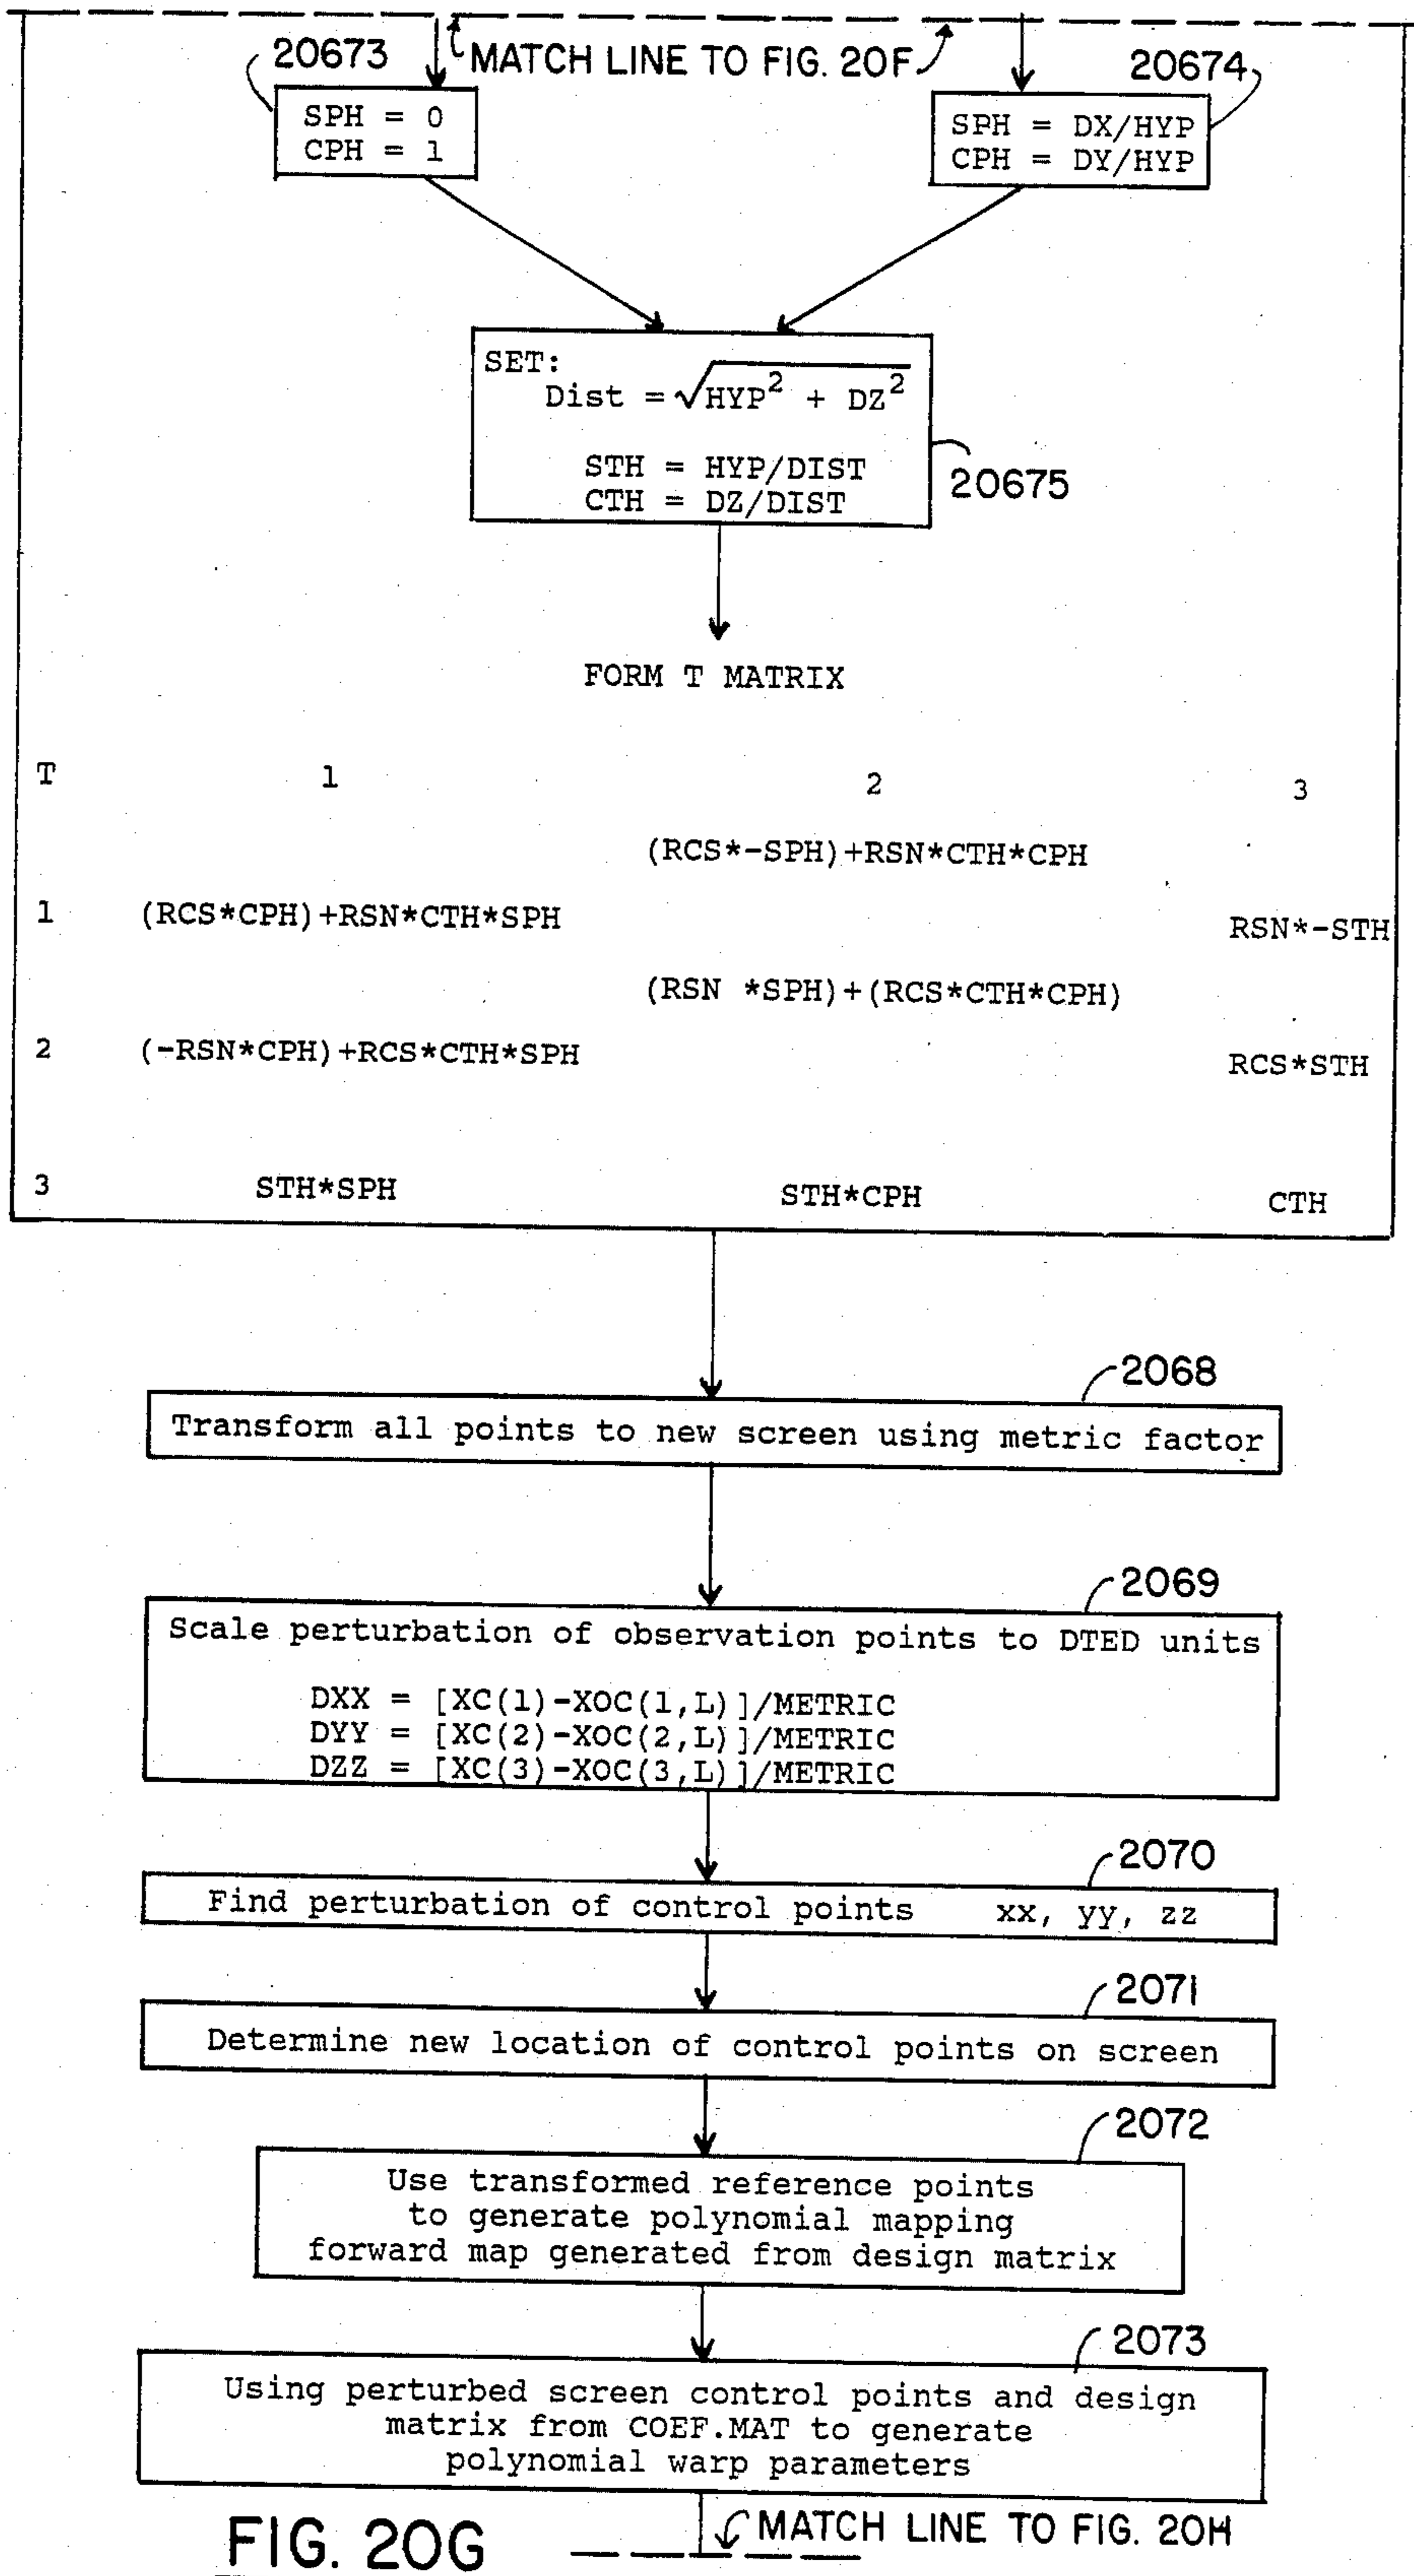 MATCH LINE TO FIG. 20F
20673
20674
SPH = 0
CPH = 1
SPH = DX/HYP
CPH = DY/HYP
SET:
Dist = √HYP² + DZ²
STH = HYP/DIST
CTH = DZ/DIST
20675
FORM T MATRIX
T 1 2 3
(RCS*-SPH)+RSN*CTH*CPH
1 (RCS*CPH)+RSN*CTH*SPH RSN*-STH
(RSN *SPH)+(RCS*CTH*CPH)
2 (-RSN*CPH)+RCS*CTH*SPH RCS*STH
3 STH*SPH STH*CPH CTH
2068
Transform all points to new screen using metric factor
2069
Scale perturbation of observation points to DTED units
DXX = [XC(1)-XOC(1,L)]/METRIC
DYY = [XC(2)-XOC(2,L)]/METRIC
DZZ = [XC(3)-XOC(3,L)]/METRIC
2070
Find perturbation of control points xx, yy, zz
2071
Determine new location of control points on screen
2072
Use transformed reference points
to generate polynomial mapping
forward map generated from design matrix
2073
Using perturbed screen control points and design
matrix from COEF.MAT to generate
polynomial warp parameters
MATCH LINE TO FIG. 20H
FIG. 20G